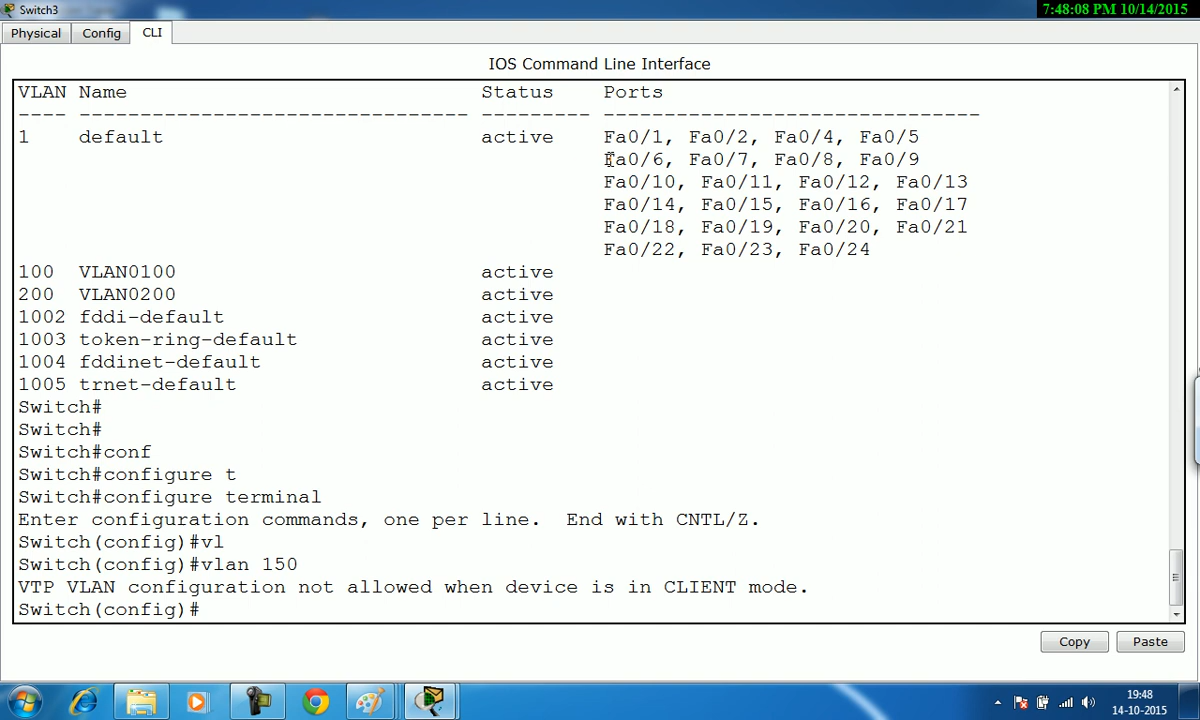 Switch3
7:48:08 PM 10/14/2015
Physical Config CLI
IOS Command Line Interface
VLAN Name Status Ports
---- -------------------------------- --------- -------------------------------
1 default active Fa0/1, Fa0/2, Fa0/4, Fa0/5
Fa0/6, Fa0/7, Fa0/8, Fa0/9
Fa0/10, Fa0/11, Fa0/12, Fa0/13
Fa0/14, Fa0/15, Fa0/16, Fa0/17
Fa0/18, Fa0/19, Fa0/20, Fa0/21
Fa0/22, Fa0/23, Fa0/24
100 VLAN0100 active
200 VLAN0200 active
1002 fddi-default active
1003 token-ring-default active
1004 fddinet-default active
1005 trnet-default active
Switch#
Switch#
Switch#conf
Switch#configure t
Switch#configure terminal
Enter configuration commands, one per line. End with CNTL/Z.
Switch(config)#vl
Switch(config)#vlan 150
VTP VLAN configuration not allowed when device is in CLIENT mode.
Switch(config)#
Copy Paste
19:48
14-10-2015